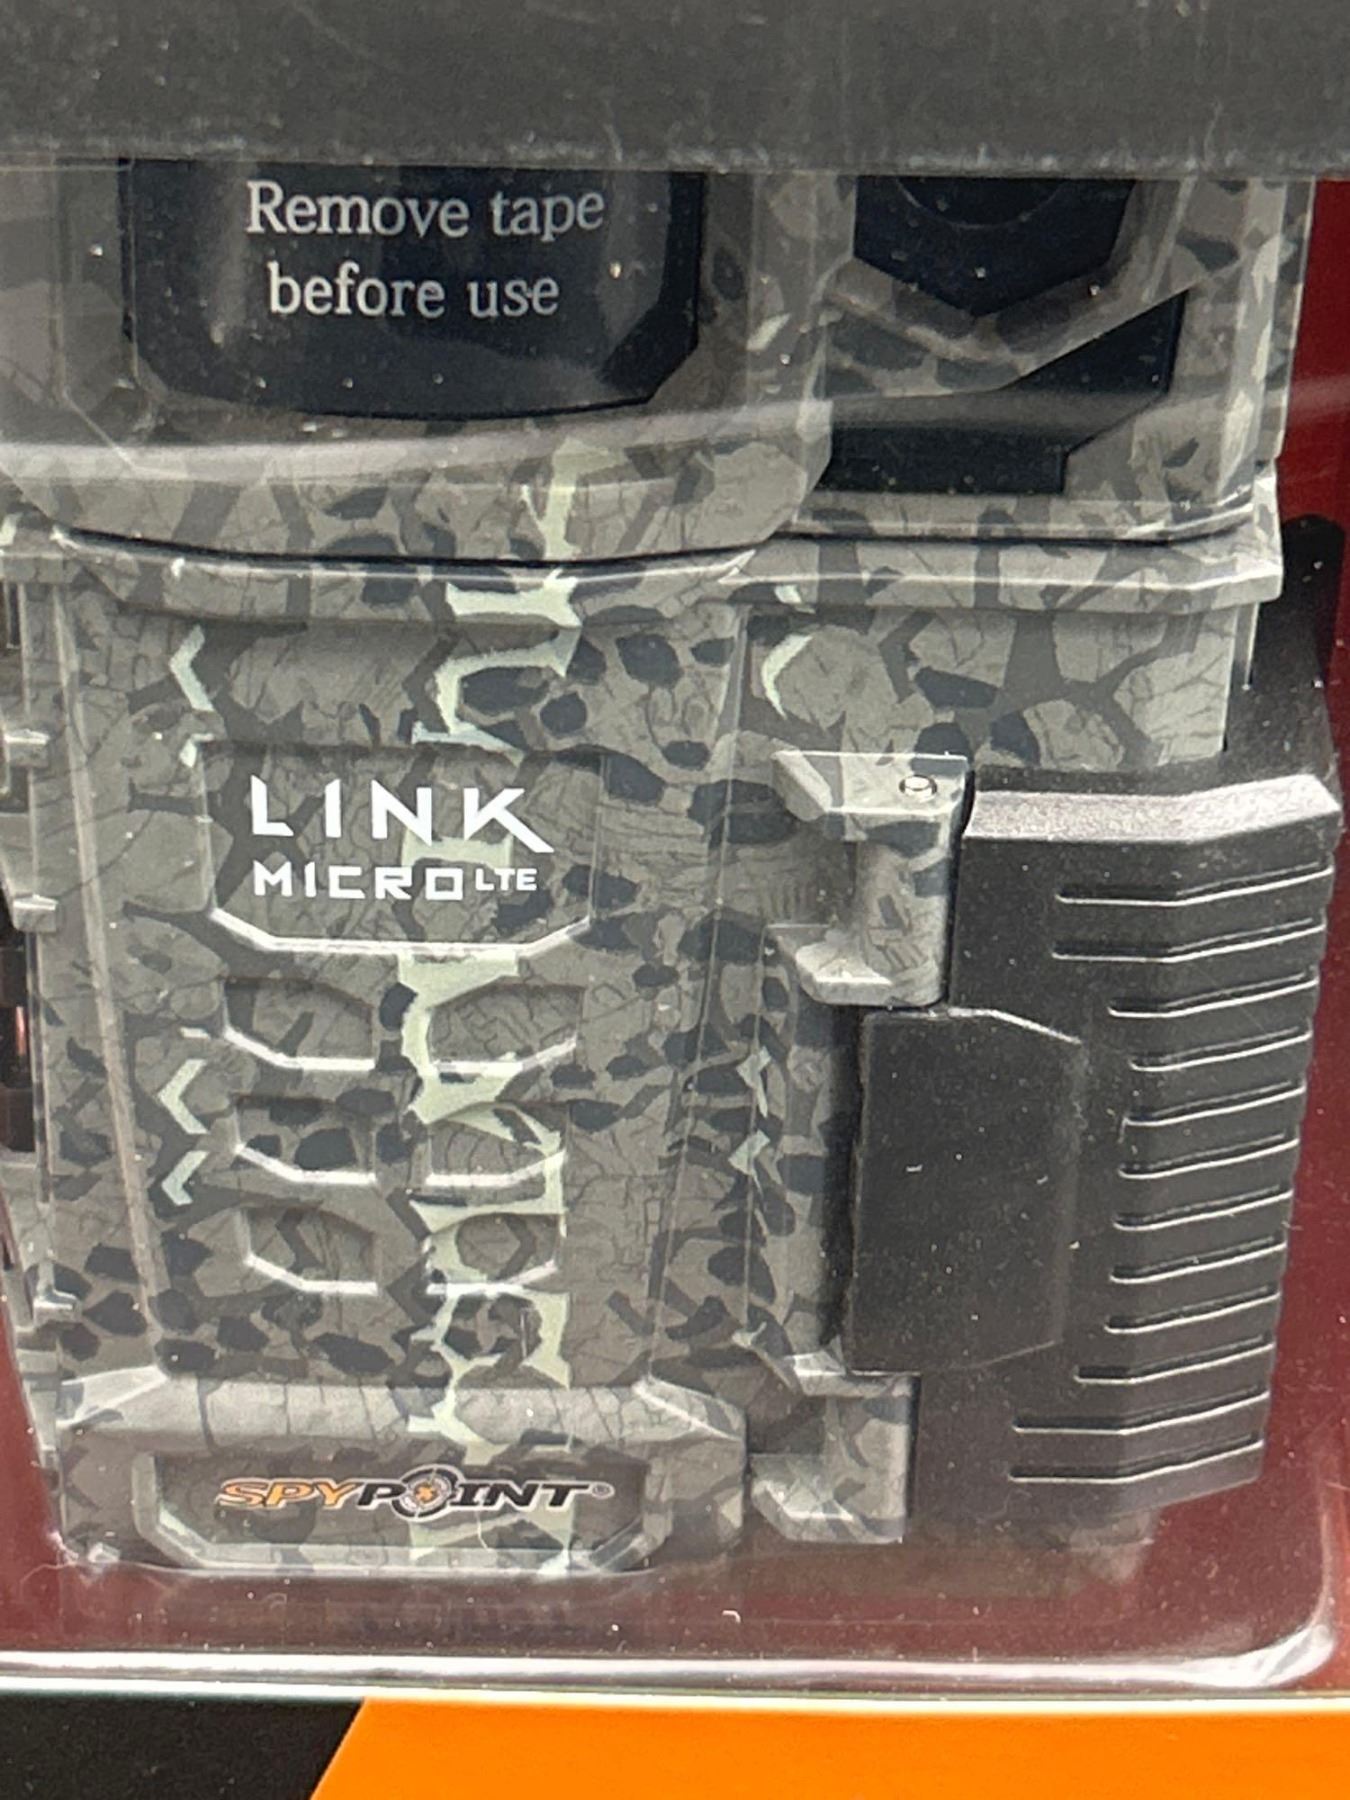 Remove tape
before use
LINK
MICRO LTE
SPYPOINT®